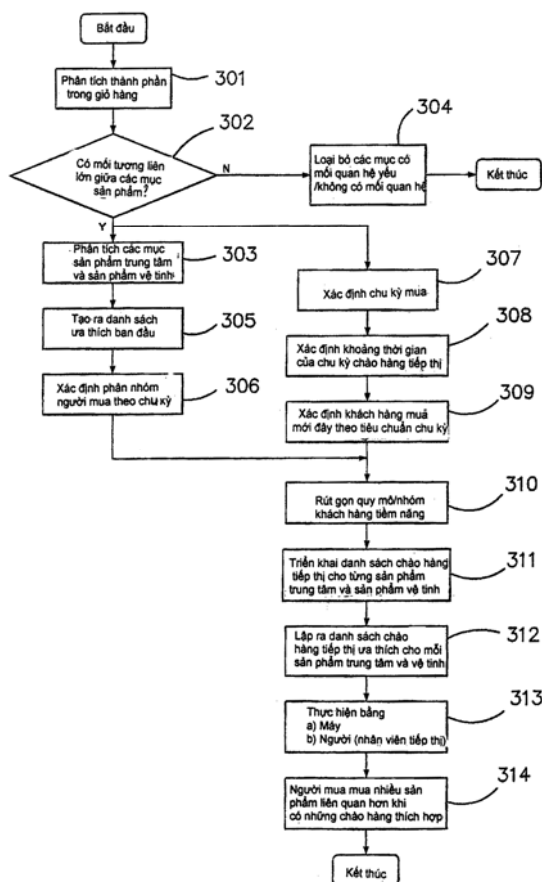 Bắt đầu
Phân tích thành phần
trong giỏ hàng
301
302
Có mối tương liên
lớn giữa các mục
sản phẩm?
N
304
Loại bỏ các mục có
mối quan hệ yếu
/không có mối quan hệ
Kết thúc
Y
Phân tích các mục
sản phẩm trung tâm
và sản phẩm vệ tinh
303
Tạo ra danh sách
ưa thích ban đầu
305
Xác định phân nhóm
người mua theo chu kỳ
306
307
Xác định chu kỳ mua
308
Xác định khoảng thời gian
của chu kỳ chào hàng tiếp thị
309
Xác định khách hàng mua
mới đây theo tiêu chuẩn chu kỳ
310
Rút gọn quy mô/nhóm
khách hàng tiềm năng
311
Triển khai danh sách chào hàng
tiếp thị cho từng sản phẩm
trung tâm và sản phẩm vệ tinh
312
Lập ra danh sách chào
hàng tiếp thị ưa thích cho mỗi
sản phẩm trung tâm và vệ tinh
313
Thực hiện bằng
a) Máy
b) Người (nhân viên tiếp thị)
314
Người mua mua nhiều sản
phẩm liên quan hơn khi
có những chào hàng thích hợp
Kết thúc